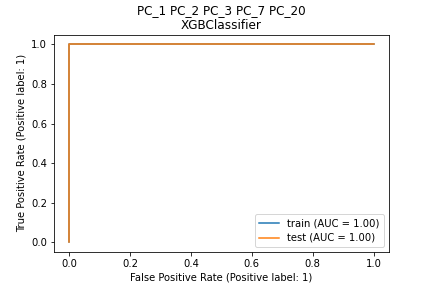 PC_1 PC_2 PC_3 PC_7 PC_20
XGBClassifier
True Positive Rate (Positive label: 1)
1.0
0.8
0.6
0.4
0.2
0.0
train (AUC = 1.00)
test (AUC = 1.00)
0.0 0.2 0.4 0.6 0.8 1.0
False Positive Rate (Positive label: 1)